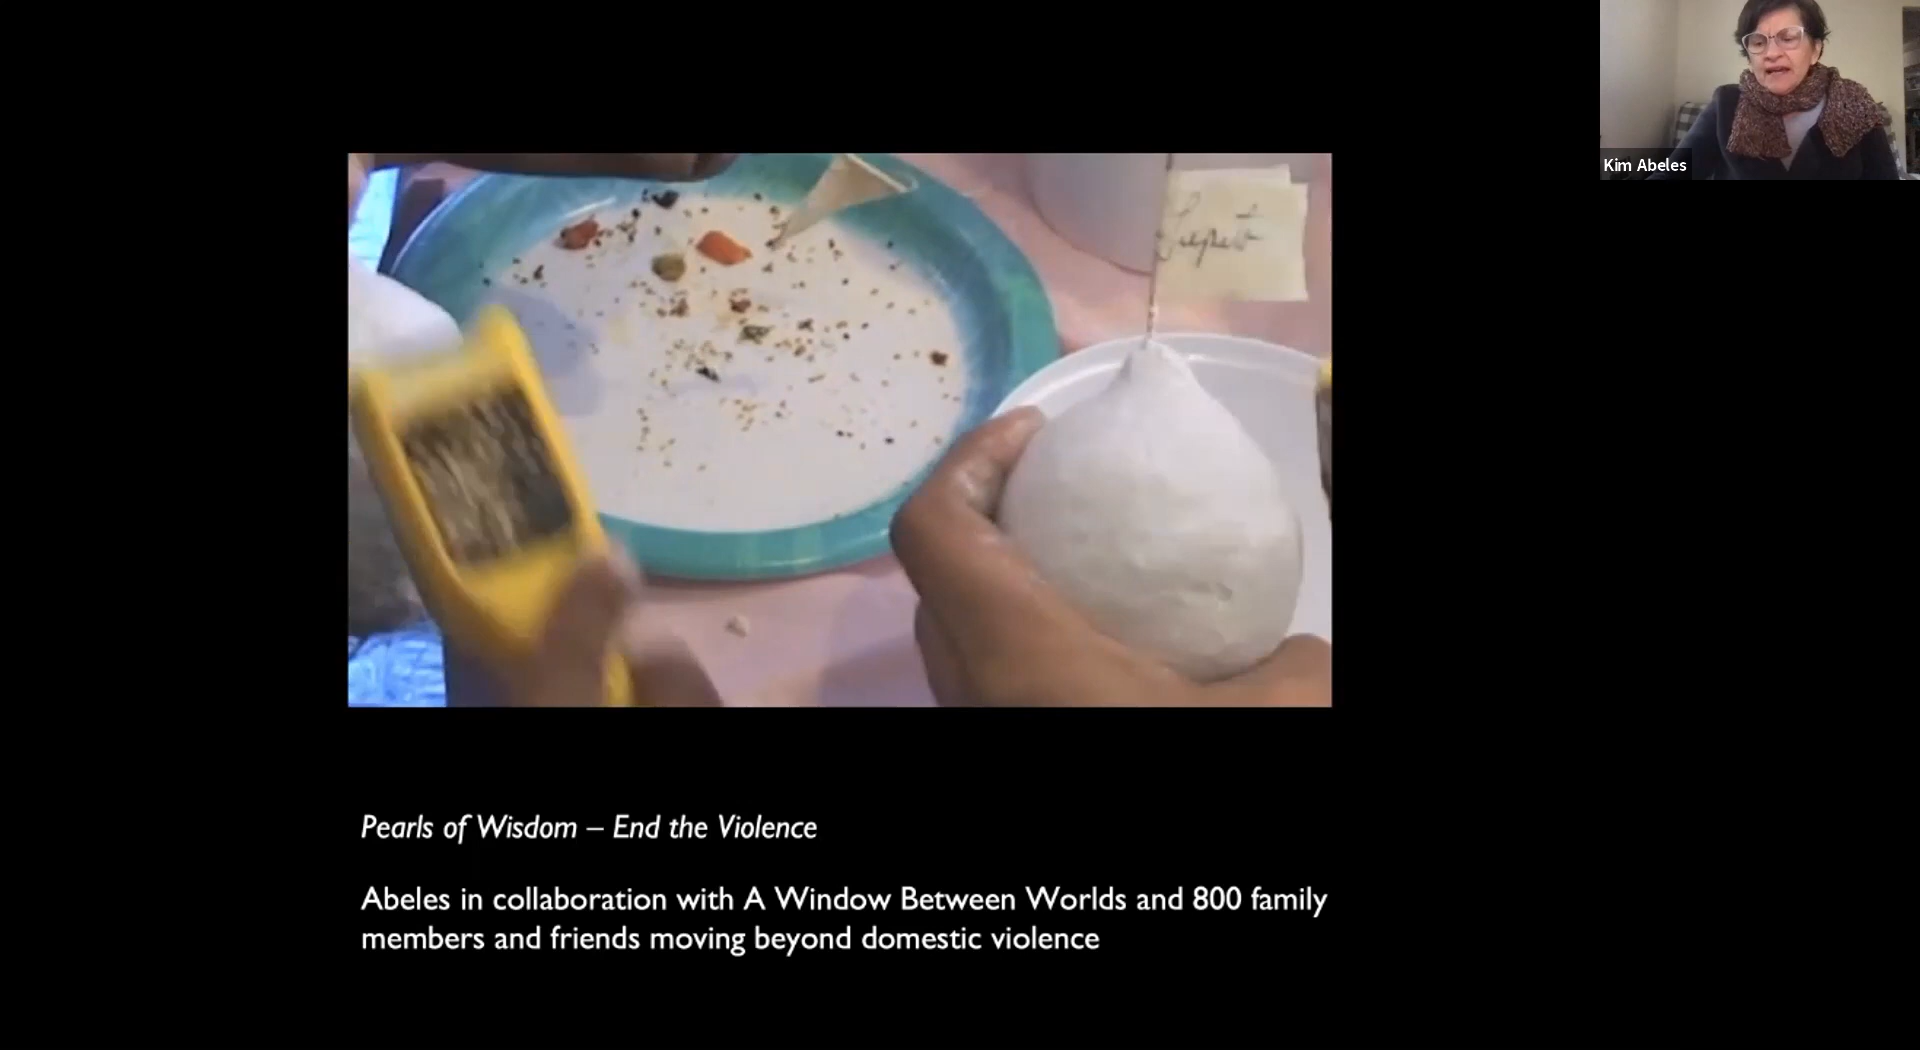 Kim Abeles
Pearls of Wisdom – End the Violence
Abeles in collaboration with A Window Between Worlds and 800 family
members and friends moving beyond domestic violence